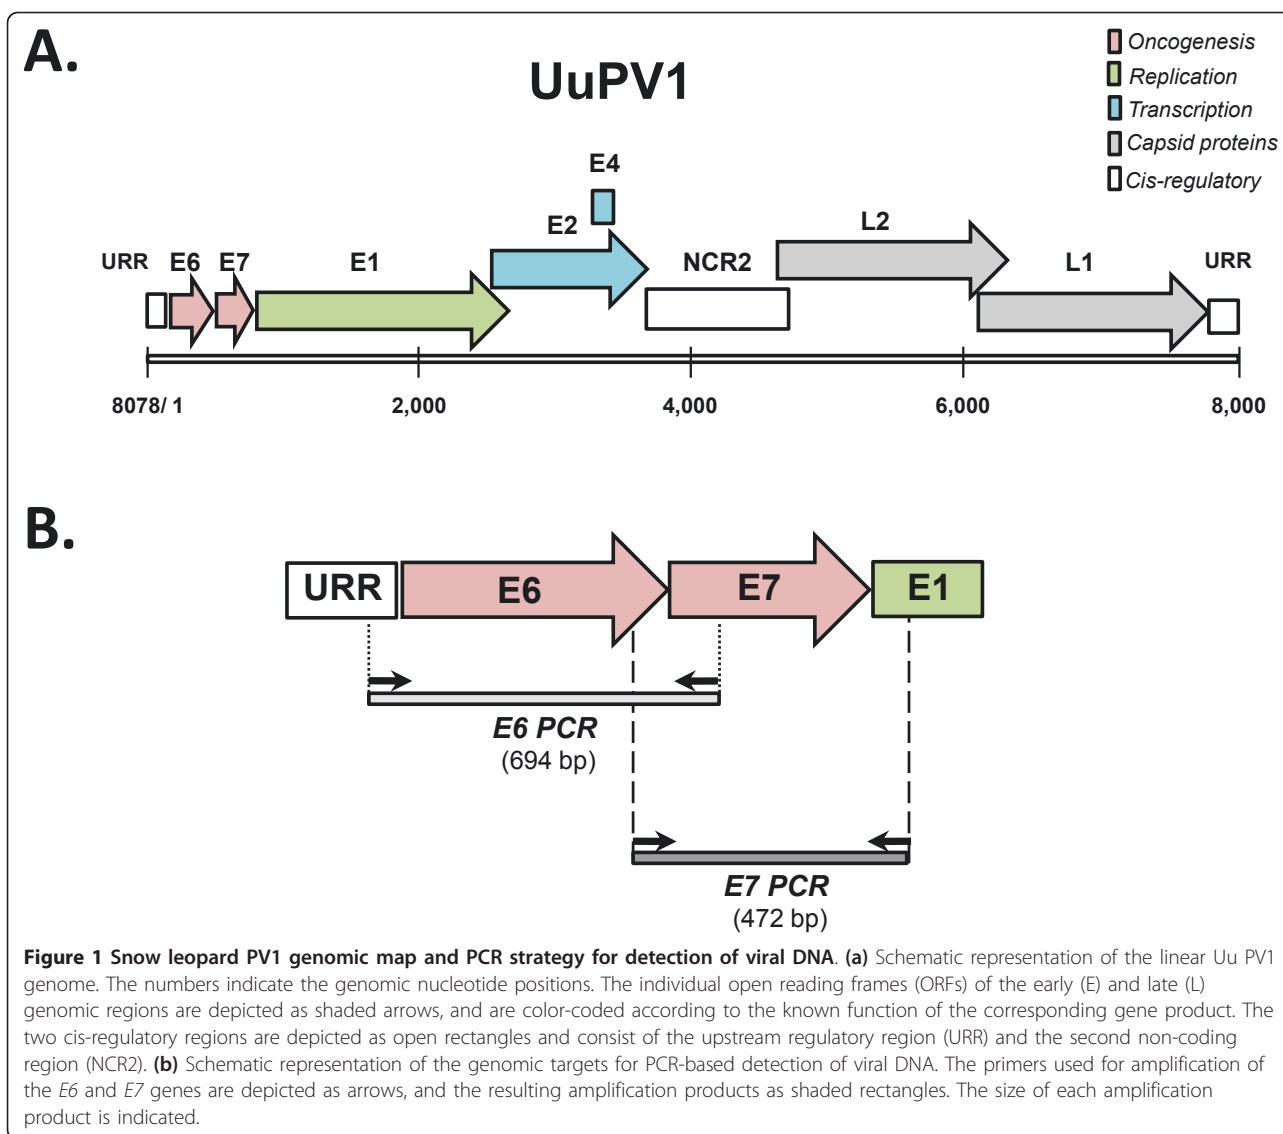 A.
UuPV1
Oncogenesis
Replication
Transcription
Capsid proteins
Cis-regulatory
E4
E2
L2
URR E6 E7 E1 NCR2 L1 URR
8078/ 1 2,000 4,000 6,000 8,000
B.
URR E6 E7 E1
E6 PCR
(694 bp)
E7 PCR
(472 bp)
Figure 1 Snow leopard PV1 genomic map and PCR strategy for detection of viral DNA. (a) Schematic representation of the linear Uu PV1
genome. The numbers indicate the genomic nucleotide positions. The individual open reading frames (ORFs) of the early (E) and late (L)
genomic regions are depicted as shaded arrows, and are color-coded according to the known function of the corresponding gene product. The
two cis-regulatory regions are depicted as open rectangles and consist of the upstream regulatory region (URR) and the second non-coding
region (NCR2). (b) Schematic representation of the genomic targets for PCR-based detection of viral DNA. The primers used for amplification of
the E6 and E7 genes are depicted as arrows, and the resulting amplification products as shaded rectangles. The size of each amplification
product is indicated.